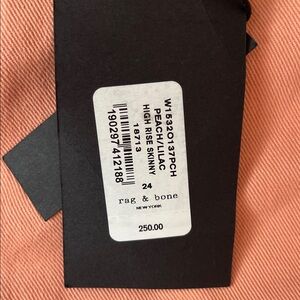 W1532O137PCH
PEACH/LILAC
HIGH RISE SKINNY
18713
190297412188
24
rag & bone
NEW YORK
250.00